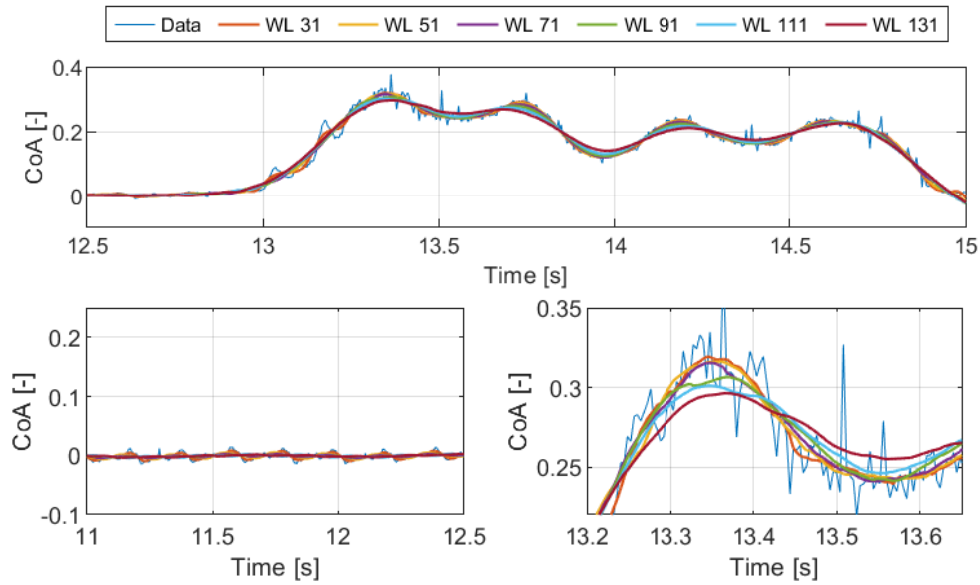 Data WL 31 WL 51 WL 71 WL 91 WL 111 WL 131
0.4
0.2
0
CoA [-]
12.5 13 13.5 14 14.5 15
Time [s]
0.2
0.1
0
-0.1
CoA [-]
11 11.5 12 12.5
Time [s]
0.35
0.3
0.25
CoA [-]
13.2 13.3 13.4 13.5 13.6
Time [s]